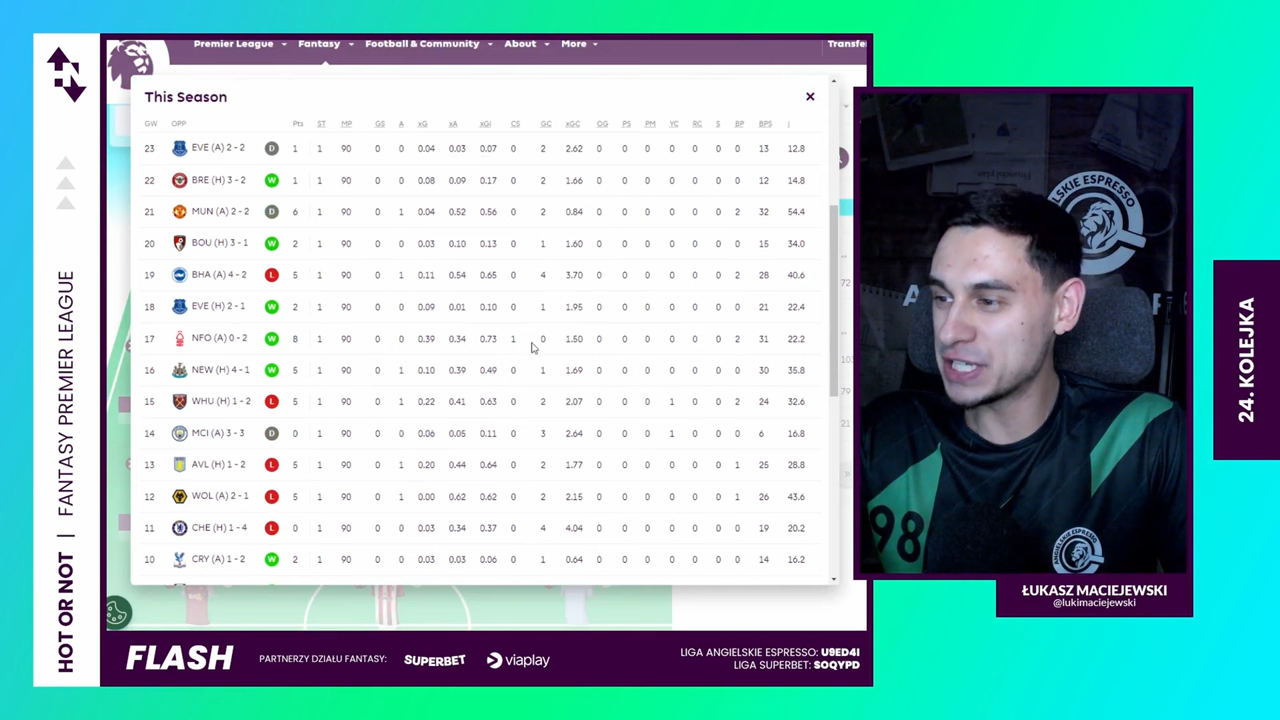 HOT OR NOT | FANTASY PREMIER LEAGUE
Premier League Fantasy Football & Community About More Transfe
This Season
GW OPP Pts ST MP GS A xG xA xGI CS GC xGC OG PS PM YC RC S BP BPS I
23 EVE (A) 2 - 2 D 1 1 90 0 0 0.04 0.03 0.07 0 2 2.62 0 0 0 0 0 0 0 13 12.8
22 BRE (H) 3 - 2 W 1 1 90 0 0 0.08 0.09 0.17 0 2 1.66 0 0 0 0 0 0 0 12 14.8
21 MUN (A) 2 - 2 D 6 1 90 0 1 0.04 0.52 0.56 0 2 0.84 0 0 0 0 0 0 2 32 54.4
20 BOU (H) 3 - 1 W 2 1 90 0 0 0.03 0.10 0.13 0 1 1.60 0 0 0 0 0 0 0 15 34.0
19 BHA (A) 4 - 2 L 5 1 90 0 1 0.11 0.54 0.65 0 4 3.70 0 0 0 0 0 0 2 28 40.6
18 EVE (H) 2 - 1 W 2 1 90 0 0 0.09 0.01 0.10 0 1 1.95 0 0 0 0 0 0 0 21 22.4
17 NFO (A) 0 - 2 W 8 1 90 0 0 0.39 0.34 0.73 1 0 1.50 0 0 0 0 0 0 2 31 22.2
16 NEW (H) 4 - 1 W 5 1 90 0 1 0.10 0.39 0.49 0 1 1.69 0 0 0 0 0 0 0 30 35.8
15 WHU (H) 1 - 2 L 5 1 90 0 1 0.22 0.41 0.63 0 2 2.07 0 0 0 1 0 0 2 24 32.6
14 MCI (A) 3 - 3 D 0 1 90 0 0 0.06 0.05 0.11 0 3 2.64 0 0 0 1 0 0 0 6 16.8
13 AVL (H) 1 - 2 L 5 1 90 0 1 0.20 0.44 0.64 0 2 1.77 0 0 0 0 0 0 1 25 28.8
12 WOL (A) 2 - 1 L 5 1 90 0 1 0.00 0.62 0.62 0 2 2.15 0 0 0 0 0 0 1 26 43.6
11 CHE (H) 1 - 4 L 0 1 90 0 0 0.03 0.34 0.37 0 4 4.04 0 0 0 0 0 0 0 19 20.2
10 CRY (A) 1 - 2 W 2 1 90 0 0 0.03 0.03 0.06 0 1 0.64 0 0 0 0 0 0 0 14 16.2
SKIE ESPRESSO
98
ANGIELSKIE ESPRESSO
ŁUKASZ MACIEJEWSKI
@lukimaciejewski
24. KOLEJKA
FLASH
PARTNERZY DZIAŁU FANTASY: SUPERBET viaplay
LIGA ANGIELSKIE ESPRESSO: U9ED4I
LIGA SUPERBET: SOQYPD